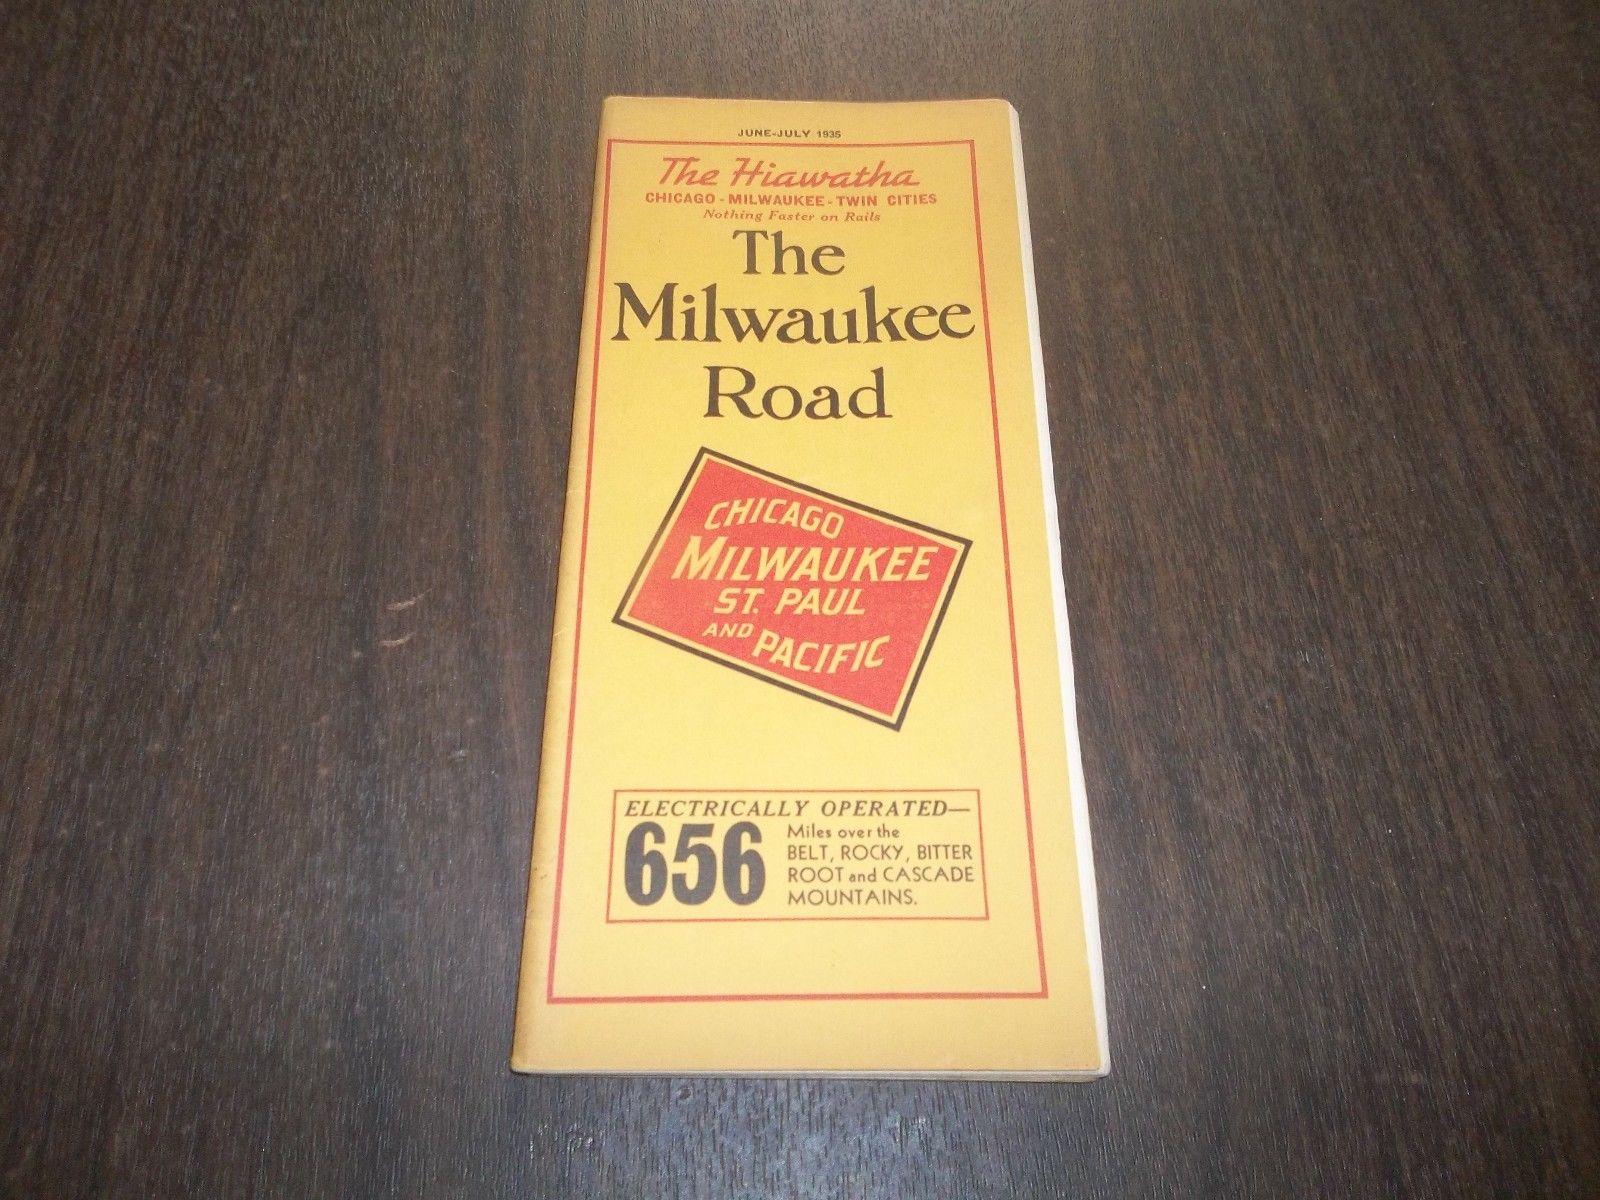 JUNE-JULY 1935
The Hiawatha
CHICAGO - MILWAUKEE - TWIN CITIES
Nothing Faster on Rails
The
Milwaukee
Road
CHICAGO
MILWAUKEE
ST. PAUL
AND PACIFIC
ELECTRICALLY OPERATED—
656
Miles over the
BELT, ROCKY, BITTER
ROOT and CASCADE
MOUNTAINS.